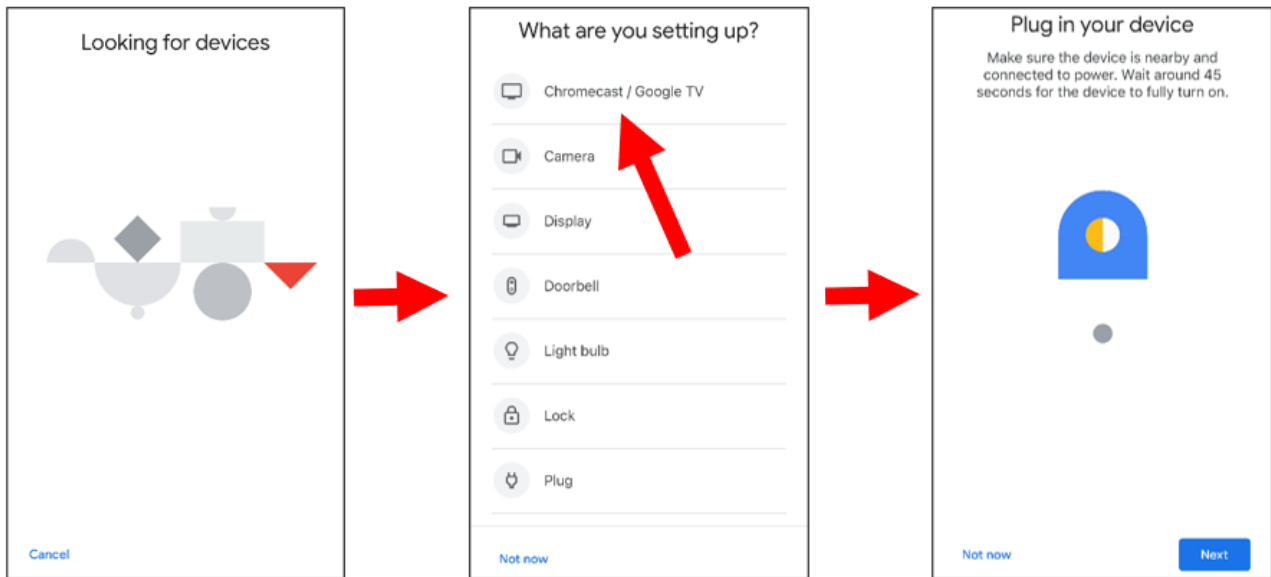 Looking for devices
Cancel
What are you setting up?
Chromecast / Google TV
Camera
Display
Doorbell
Light bulb
Lock
Plug
Not now
Plug in your device
Make sure the device is nearby and
connected to power. Wait around 45
seconds for the device to fully turn on.
Not now
Next